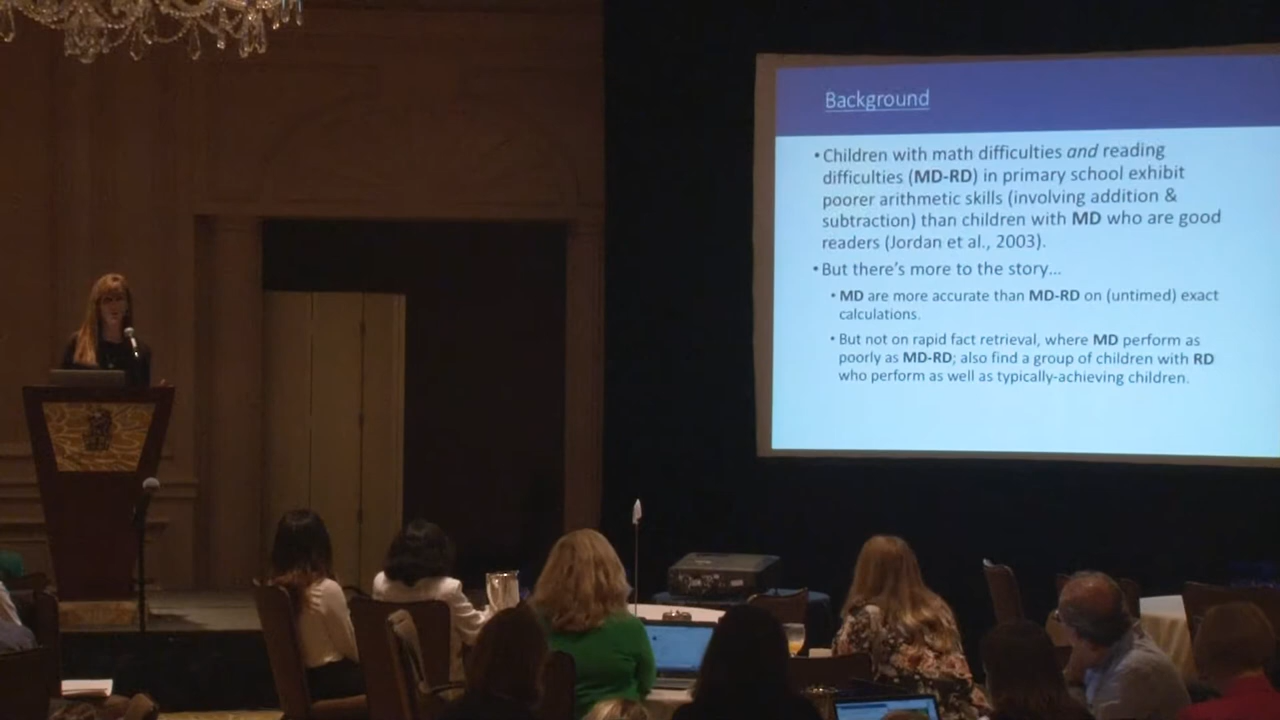 Background
•Children with math difficulties and reading
difficulties (MD-RD) in primary school exhibit
poorer arithmetic skills (involving addition &
subtraction) than children with MD who are good
readers (Jordan et al., 2003).
•But there's more to the story...
•MD are more accurate than MD-RD on (untimed) exact
calculations.
•But not on rapid fact retrieval, where MD perform as
poorly as MD-RD; also find a group of children with RD
who perform as well as typically-achieving children.